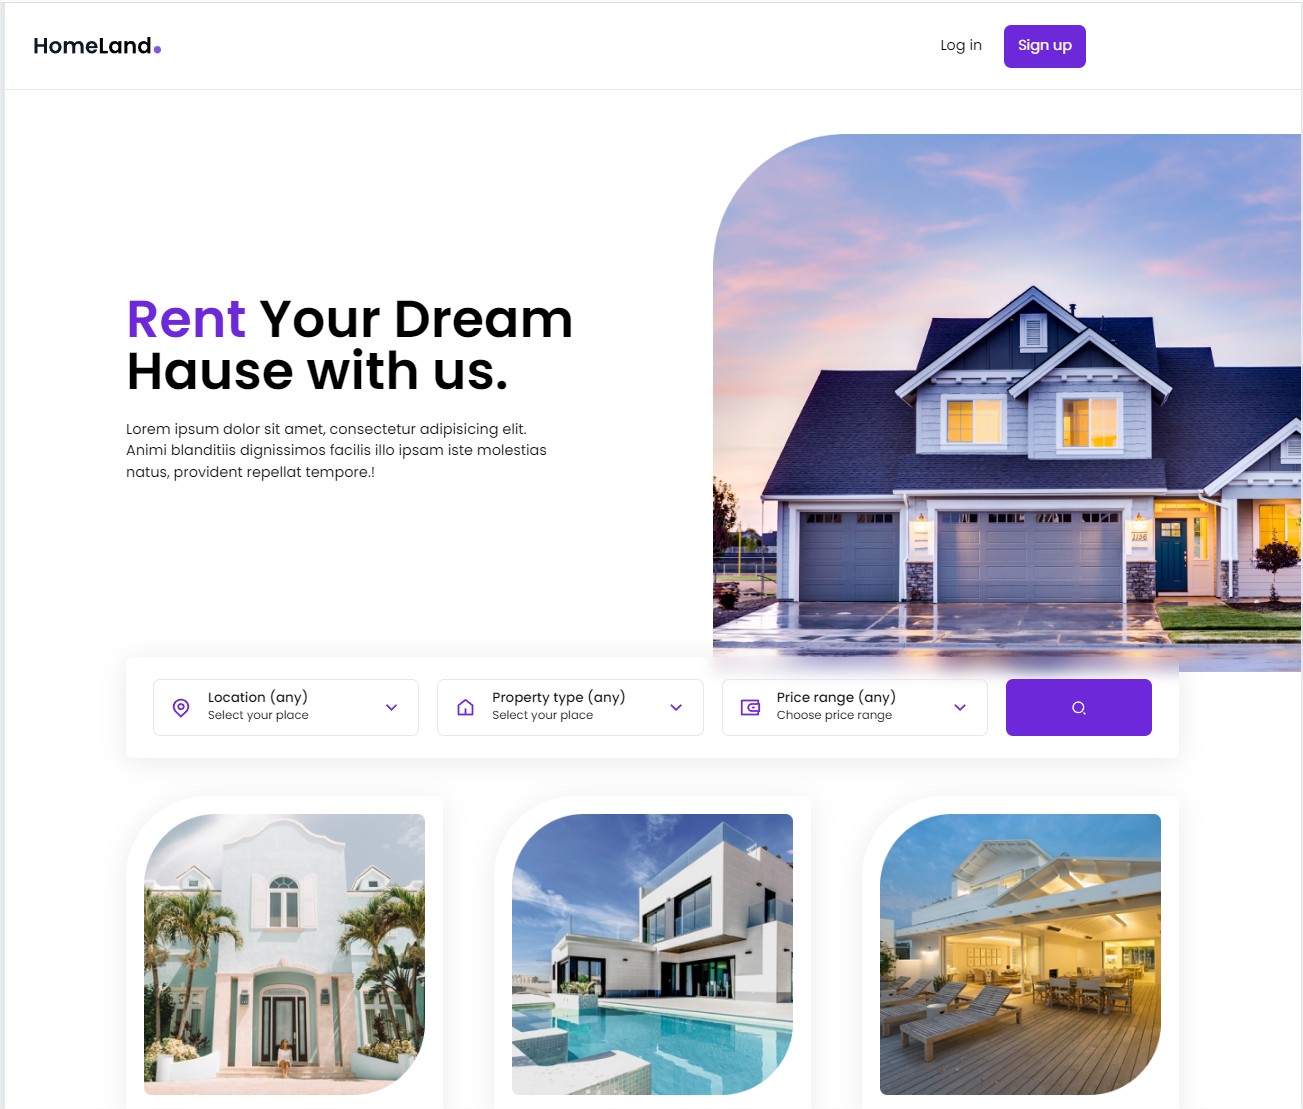 HomeLand
Log in
Sign up
Rent Your Dream
Hause with us.
Lorem ipsum dolor sit amet, consectetur adipisicing elit.
Animi blanditiis dignissimos facilis illo ipsam iste molestias
natus, provident repellat tempore.!
1156
Location (any)
Select your place
Property type (any)
Select your place
Price range (any)
Choose price range